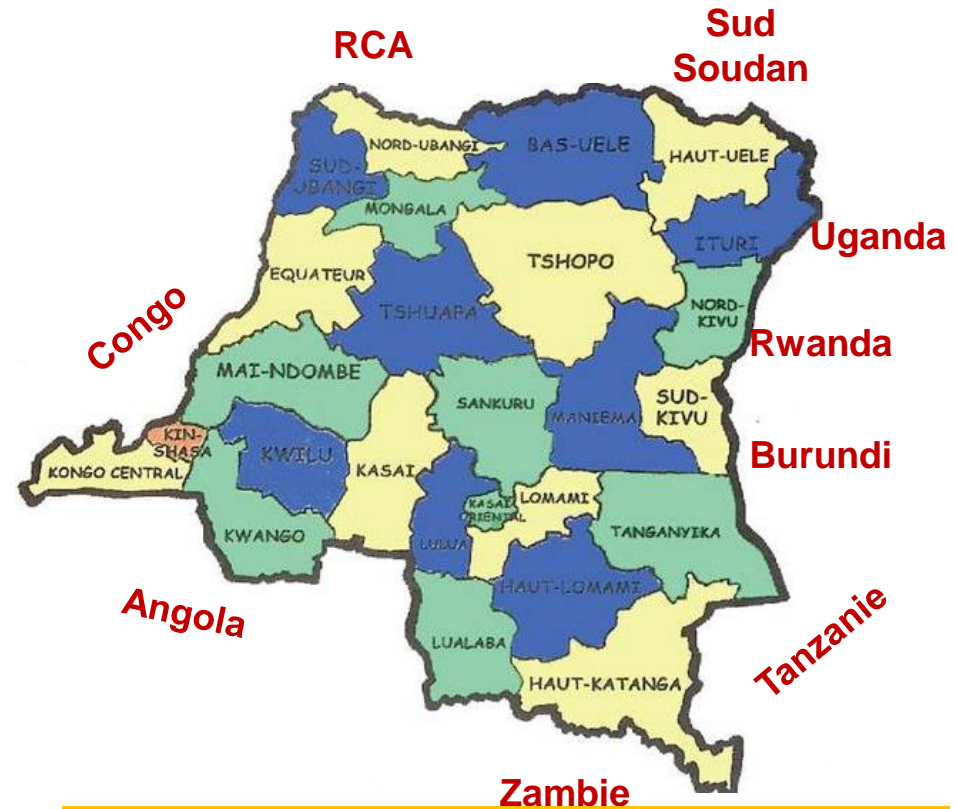 RCA
Sud
Soudan
NORD-UBANGI
BAS-UELE
HAUT-UELE
SUD-
UBANGI
MONGALA
ITURI
Uganda
TSHOPO
EQUATEUR
NORD-
KIVU
TSHUAPA
Congo
Rwanda
MAI-NDOMBE
SANKURU
MANIEMA
SUD-
KIVU
KIN-
SHASA
KWILU
KASAI
Burundi
KONGO CENTRAL
KASAI
ORIENTAL
LOMAMI
KWANGO
LULUA
TANGANYIKA
HAUT-LOMAMI
Angola
Tanzanie
LUALABA
HAUT-KATANGA
Zambie